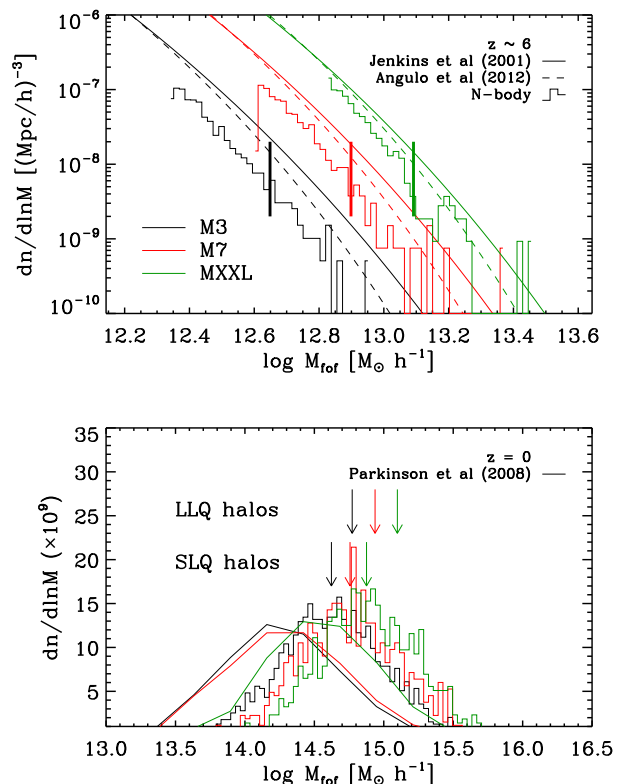 10⁻⁶
z ~ 6
Jenkins et al (2001)
Angulo et al (2012)
N-body
10⁻⁷
10⁻⁸
10⁻⁹
10⁻¹⁰
dn/dlnM [(Mpc/h)⁻³]
M3
M7
MXXL
12.2 12.4 12.6 12.8 13.0 13.2 13.4 13.6
log M_fof [M⊙ h⁻¹]
z = 0
Parkinson et al (2008)
35
30
25
20
15
10
5
dn/dlnM (×10⁹)
LLQ halos
SLQ halos
13.0 13.5 14.0 14.5 15.0 15.5 16.0 16.5
log M_fof [M⊙ h⁻¹]